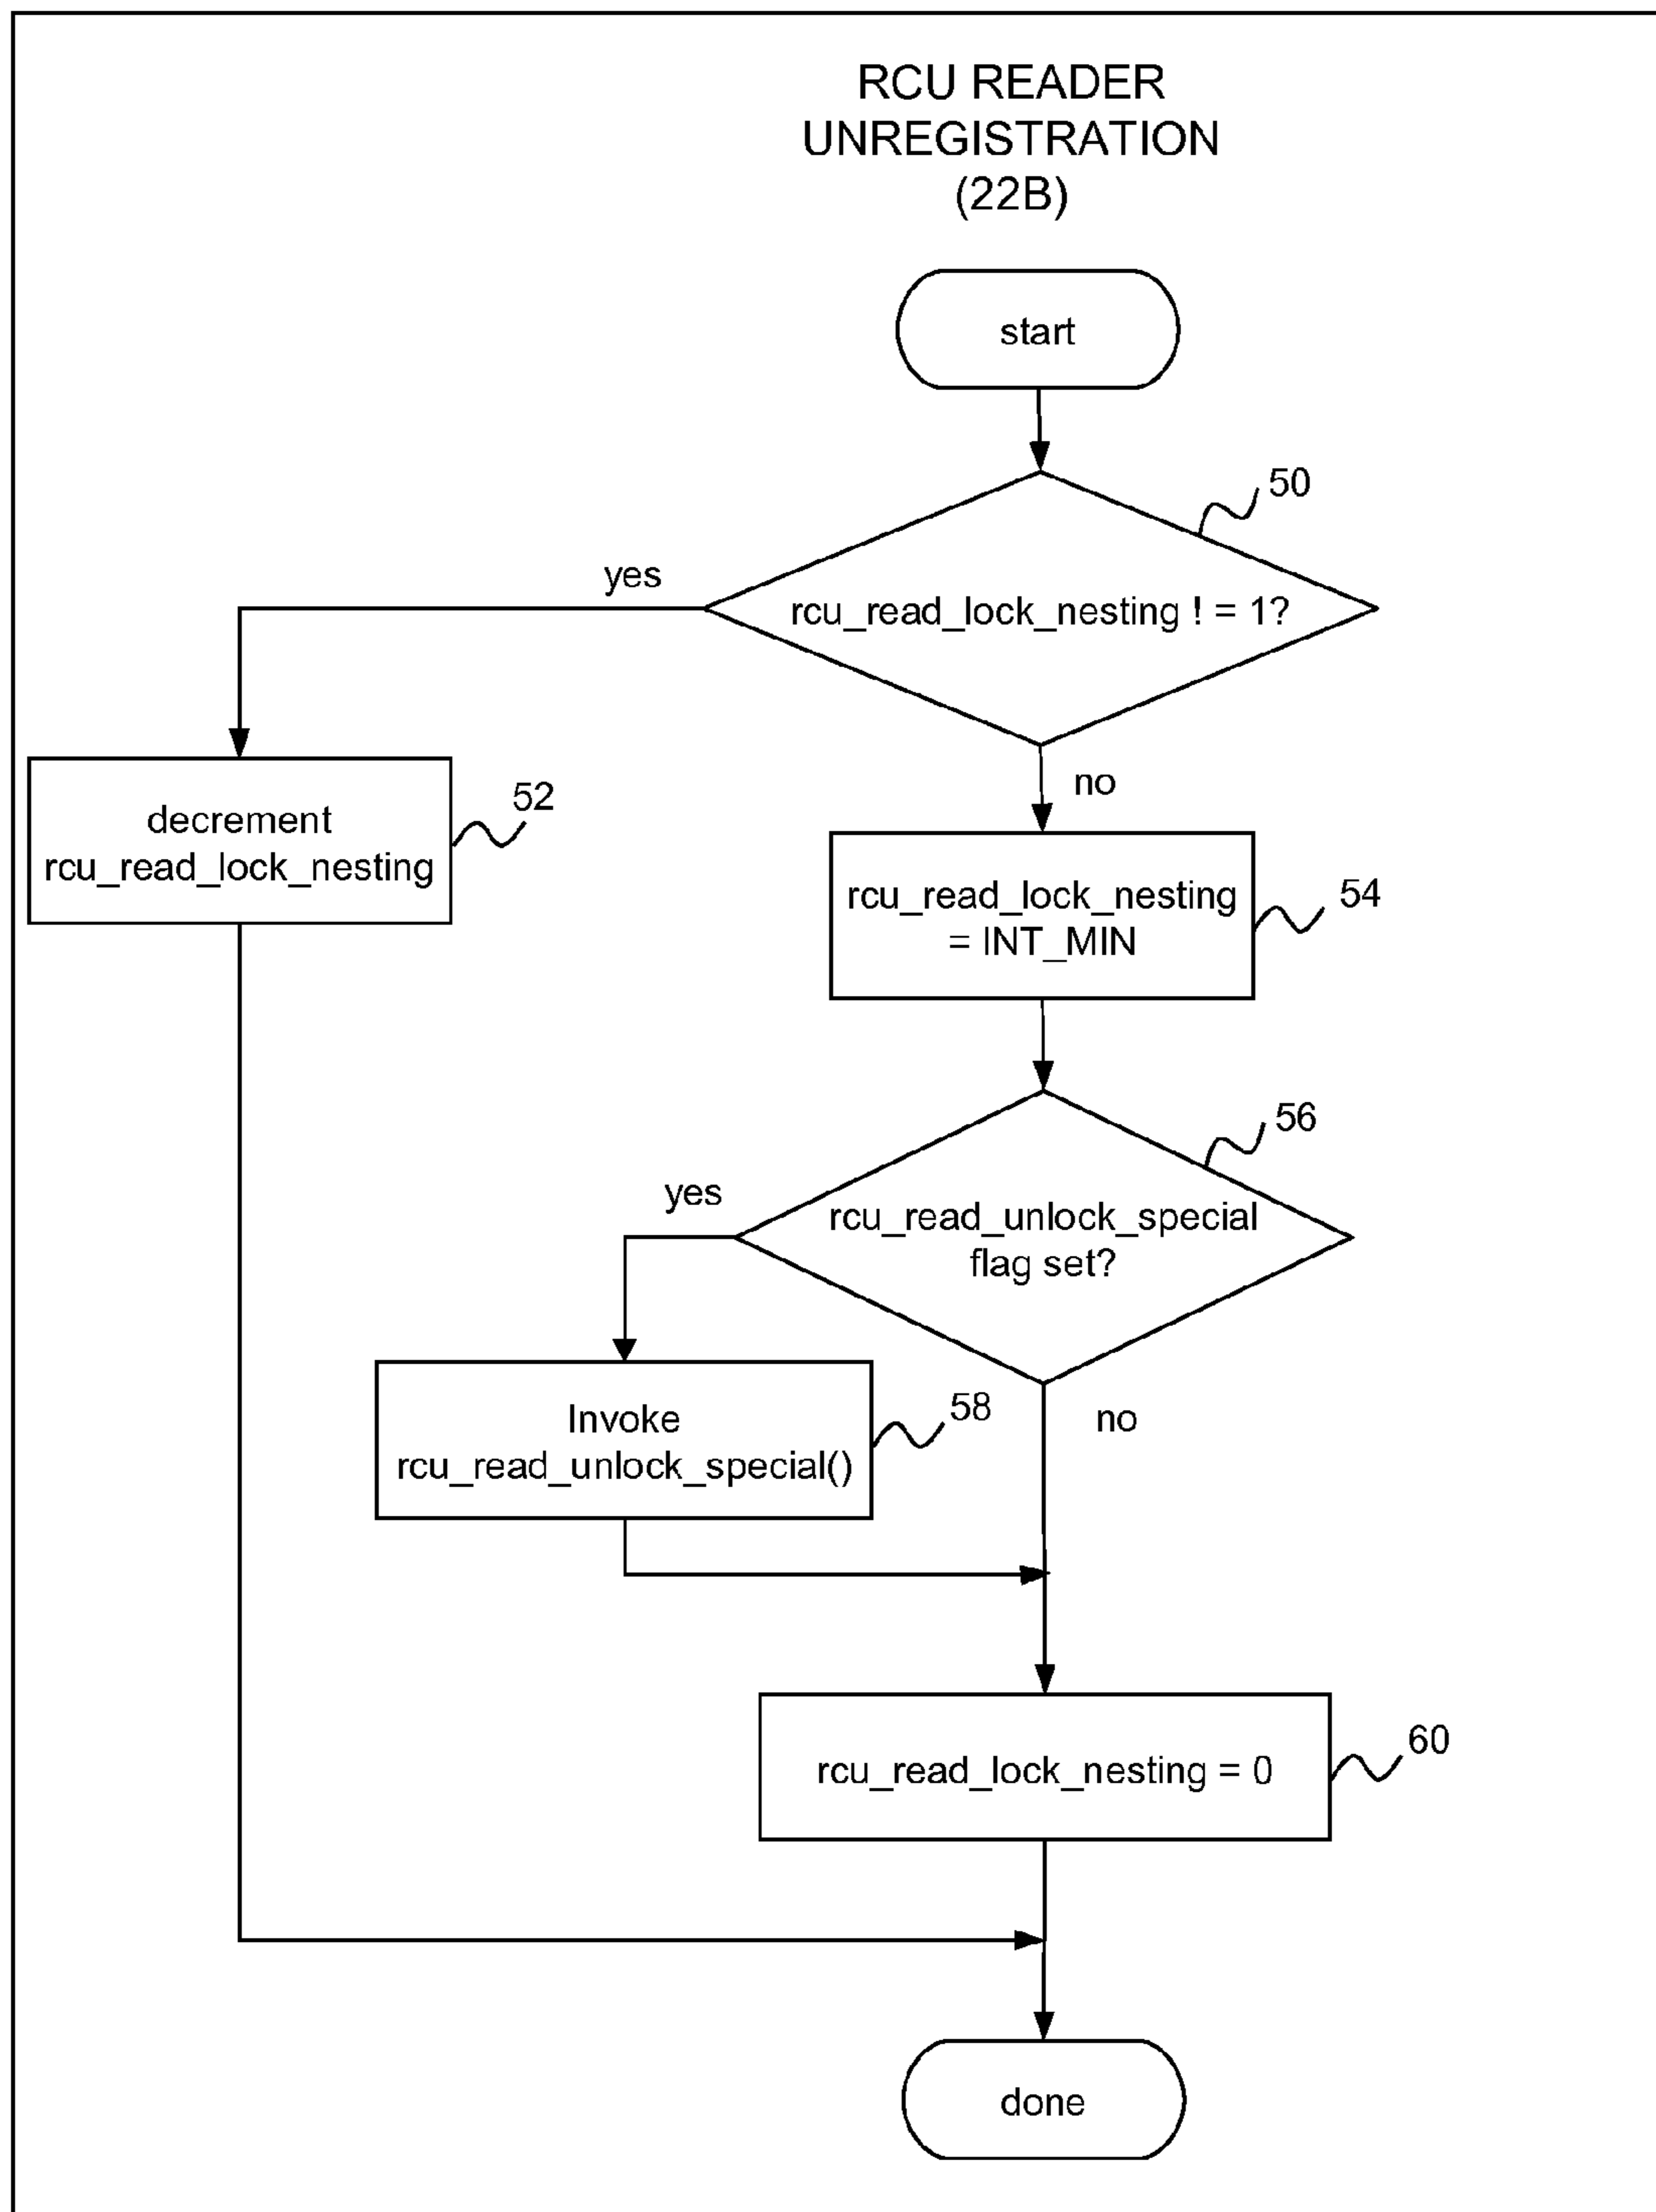 RCU READER
UNREGISTRATION
(22B)
start
50
yes
rcu_read_lock_nesting ! = 1?
no
decrement
rcu_read_lock_nesting
52
rcu_read_lock_nesting
= INT_MIN
54
56
yes
rcu_read_unlock_special
flag set?
Invoke
rcu_read_unlock_special()
58
no
rcu_read_lock_nesting = 0
60
done